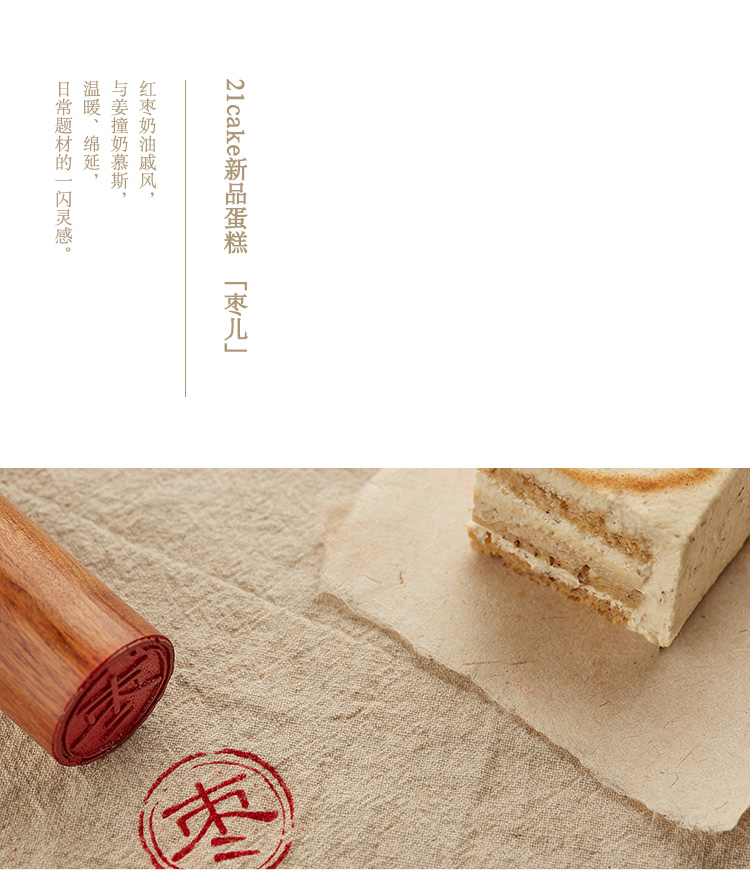 21cake新品蛋糕 「枣儿」
红枣奶油戚风，
与姜撞奶慕斯，
温暖、绵延，
日常题材的一闪灵感。
枣
枣